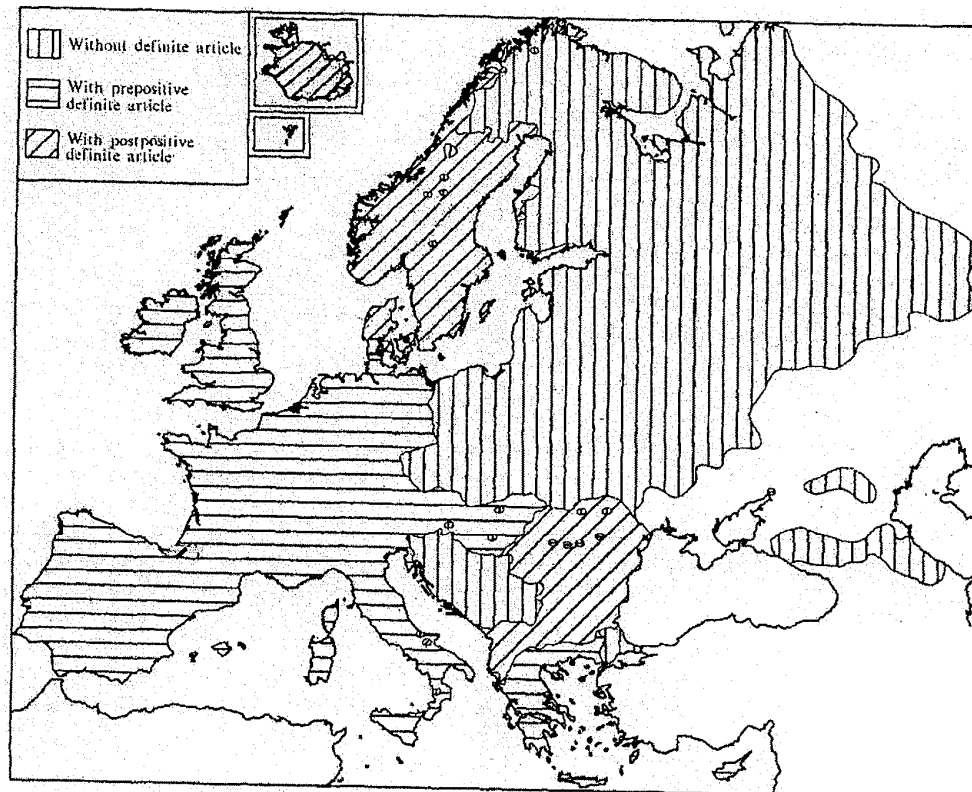 Without definite article
With prepositive
definite article
With postpositive
definite article